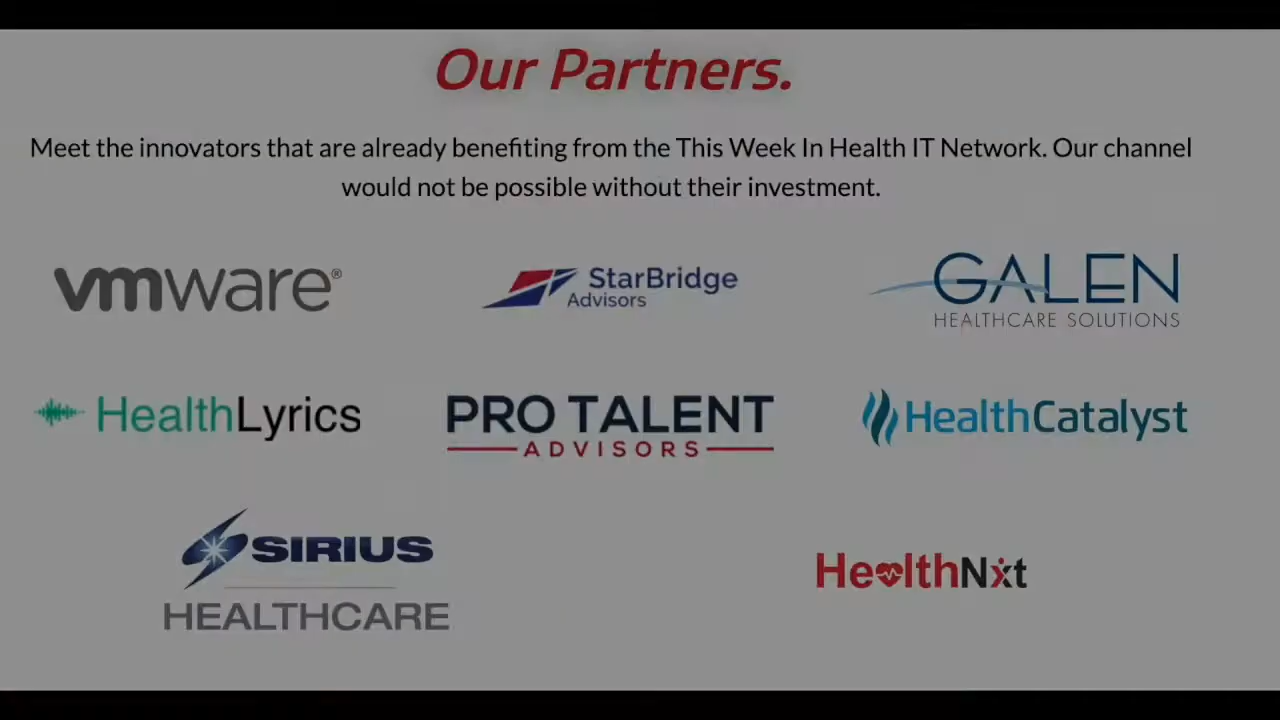 Our Partners.
Meet the innovators that are already benefiting from the This Week In Health IT Network. Our channel
would not be possible without their investment.
vmware®
StarBridge
Advisors
GALEN
HEALTHCARE SOLUTIONS
HealthLyrics
PRO TALENT
ADVISORS
HealthCatalyst
SIRIUS
HEALTHCARE
HealthNxt